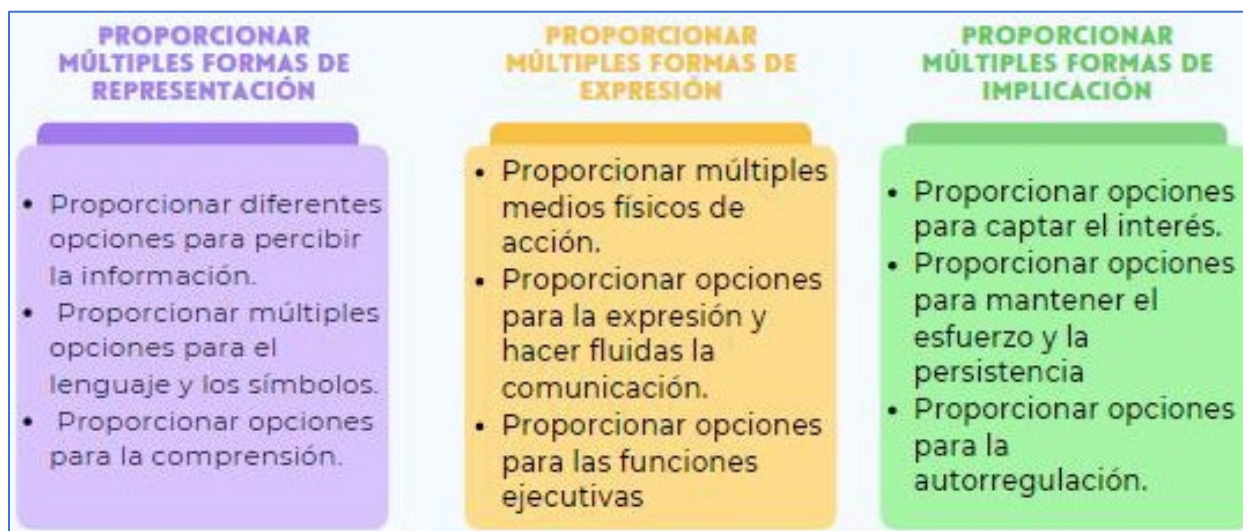 PROPORCIONAR
MÚLTIPLES FORMAS DE
REPRESENTACIÓN
• Proporcionar diferentes
opciones para percibir
la información.
• Proporcionar múltiples
opciones para el
lenguaje y los símbolos.
• Proporcionar opciones
para la comprensión.
PROPORCIONAR
MÚLTIPLES FORMAS DE
EXPRESIÓN
• Proporcionar múltiples
medios físicos de
acción.
• Proporcionar opciones
para la expresión y
hacer fluidas la
comunicación.
• Proporcionar opciones
para las funciones
ejecutivas
PROPORCIONAR
MÚLTIPLES FORMAS DE
IMPLICACIÓN
• Proporcionar opciones
para captar el interés.
• Proporcionar opciones
para mantener el
esfuerzo y la
persistencia
• Proporcionar opciones
para la
autorregulación.